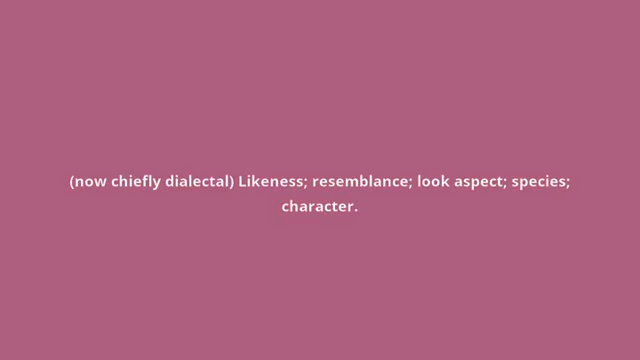 (now chiefly dialectal) Likeness; resemblance; look aspect; species;
character.